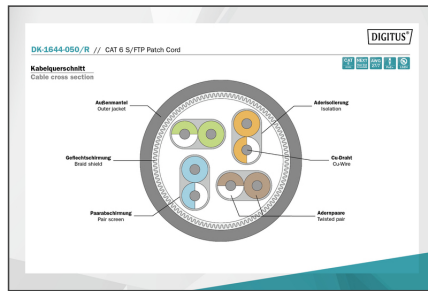 DIGITUS®
DK-1644-050/R // CAT 6 S/FTP Patch Cord
Kabelquerschnitt
Cable cross section
Außenmantel
Outer jacket
Aderisolierung
Isolation
Geflechtschirmung
Braid shield
Cu-Draht
Cu-Wire
Paarabschirmung
Pair screen
Adernpaare
Twisted pair